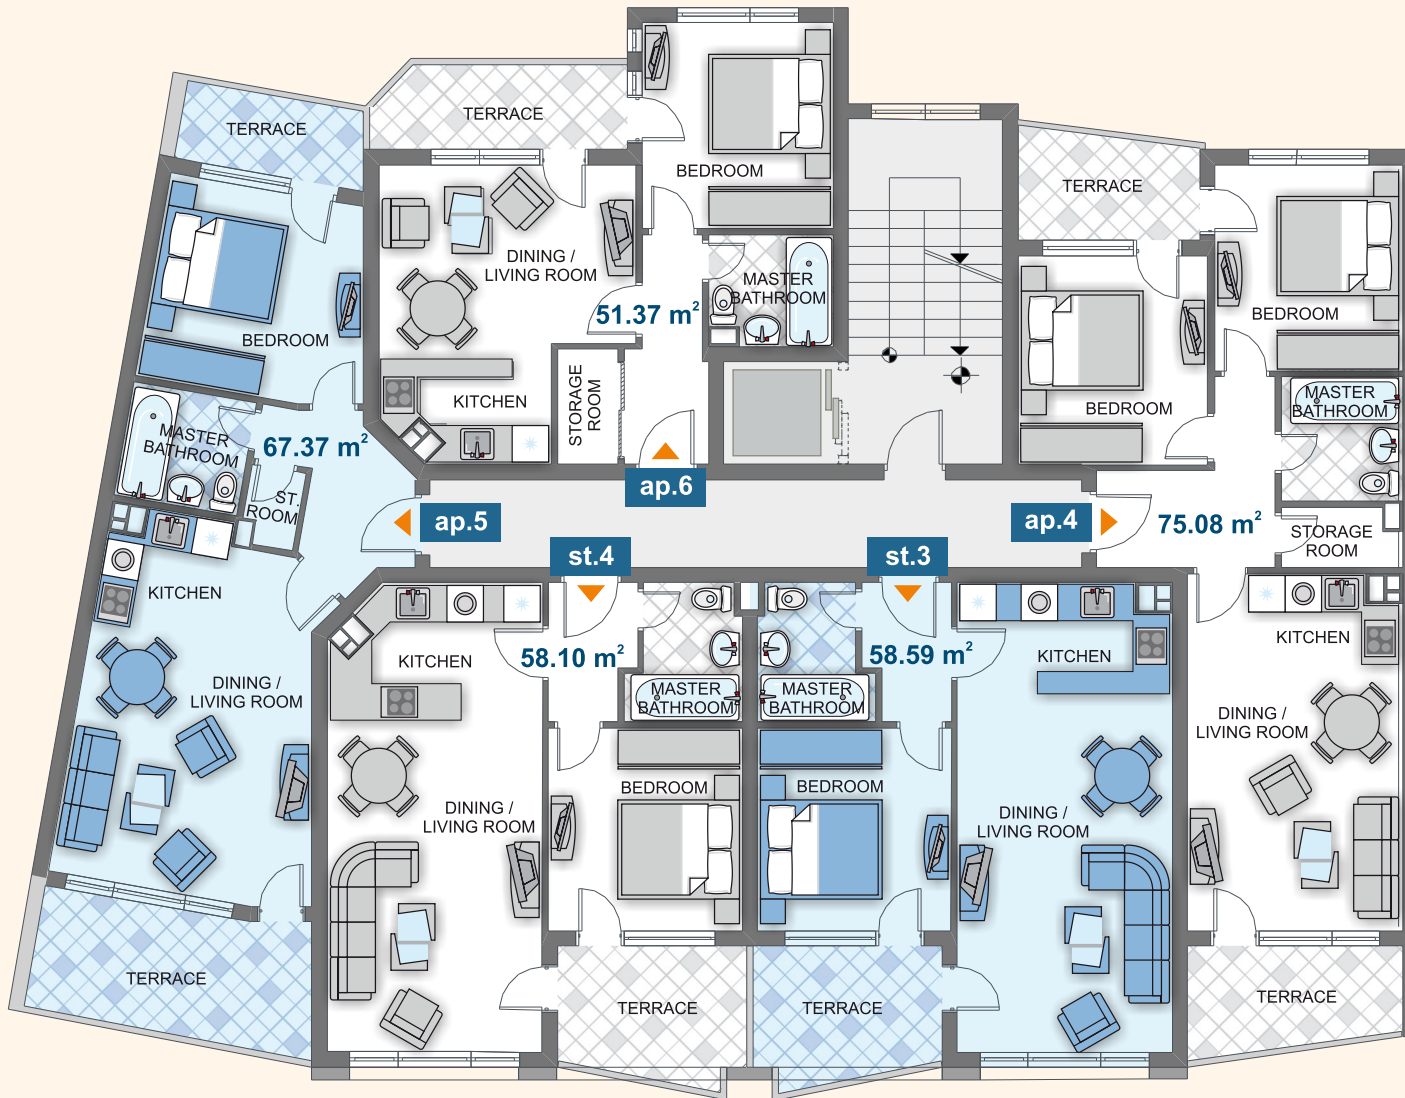 TERRACE
BEDROOM
MASTER
BATHROOM
67.37 m²
ST.
ROOM
KITCHEN
DINING /
LIVING ROOM
TERRACE
ap.5
TERRACE
DINING /
LIVING ROOM
KITCHEN
STORAGE
ROOM
51.37 m²
BEDROOM
MASTER
BATHROOM
ap.6
TERRACE
BEDROOM
BEDROOM
MASTER
BATHROOM
ap.4
75.08 m²
STORAGE
ROOM
KITCHEN
DINING /
LIVING ROOM
TERRACE
st.4
58.10 m²
KITCHEN
MASTER
BATHROOM
DINING /
LIVING ROOM
BEDROOM
TERRACE
st.3
58.59 m²
MASTER
BATHROOM
KITCHEN
BEDROOM
DINING /
LIVING ROOM
TERRACE